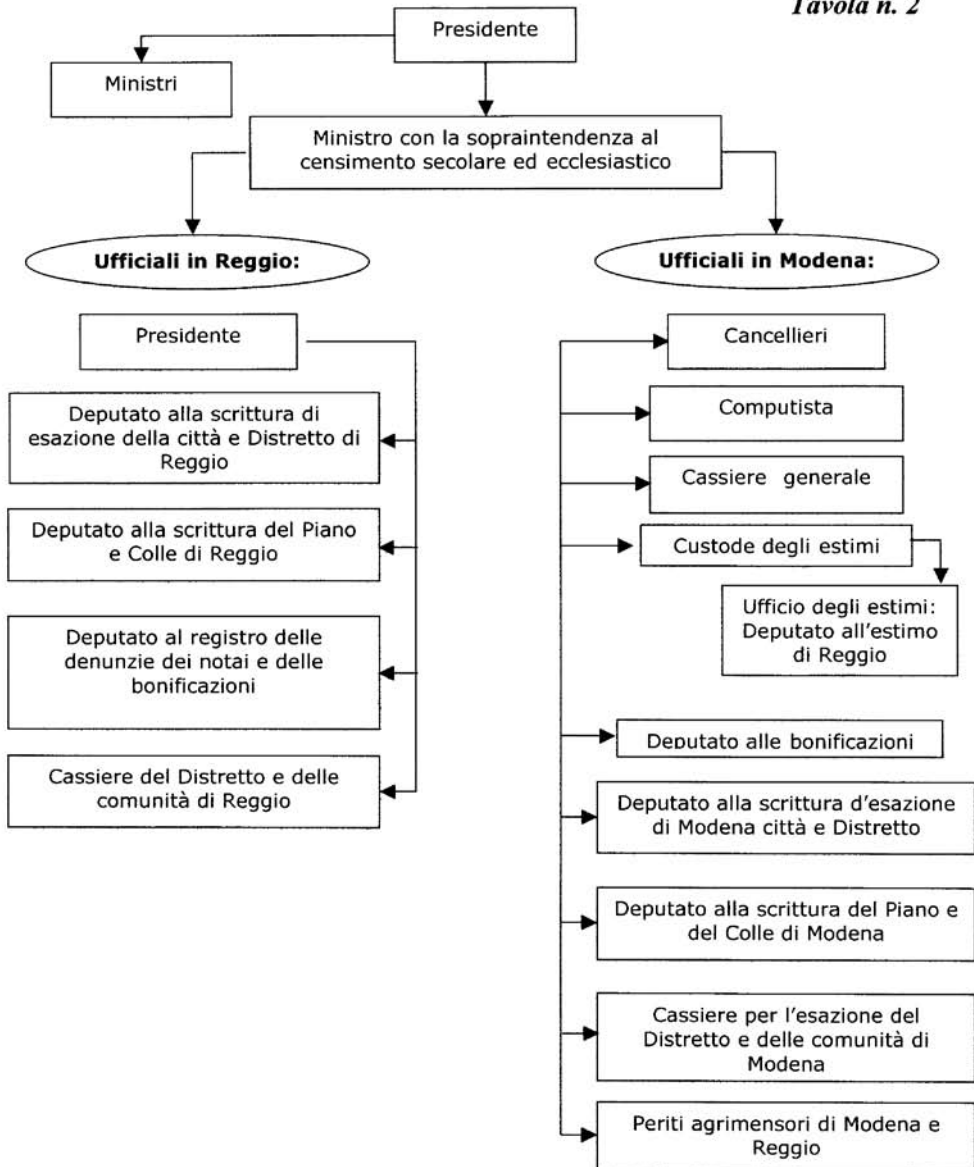 Tavola n. 2
Presidente
Ministri
Ministro con la sopraintendenza al
censimento secolare ed ecclesiastico
Ufficiali in Reggio:
Presidente
Deputato alla scrittura di
esazione della città e Distretto di
Reggio
Deputato alla scrittura del Piano
e Colle di Reggio
Deputato al registro delle
denunzie dei notai e delle
bonificazioni
Cassiere del Distretto e delle
comunità di Reggio
Ufficiali in Modena:
Cancellieri
Computista
Cassiere generale
Custode degli estimi
Ufficio degli estimi:
Deputato all'estimo
di Reggio
Deputato alle bonificazioni
Deputato alla scrittura d'esazione
di Modena città e Distretto
Deputato alla scrittura del Piano e
del Colle di Modena
Cassiere per l'esazione del
Distretto e delle comunità di
Modena
Periti agrimensori di Modena e
Reggio